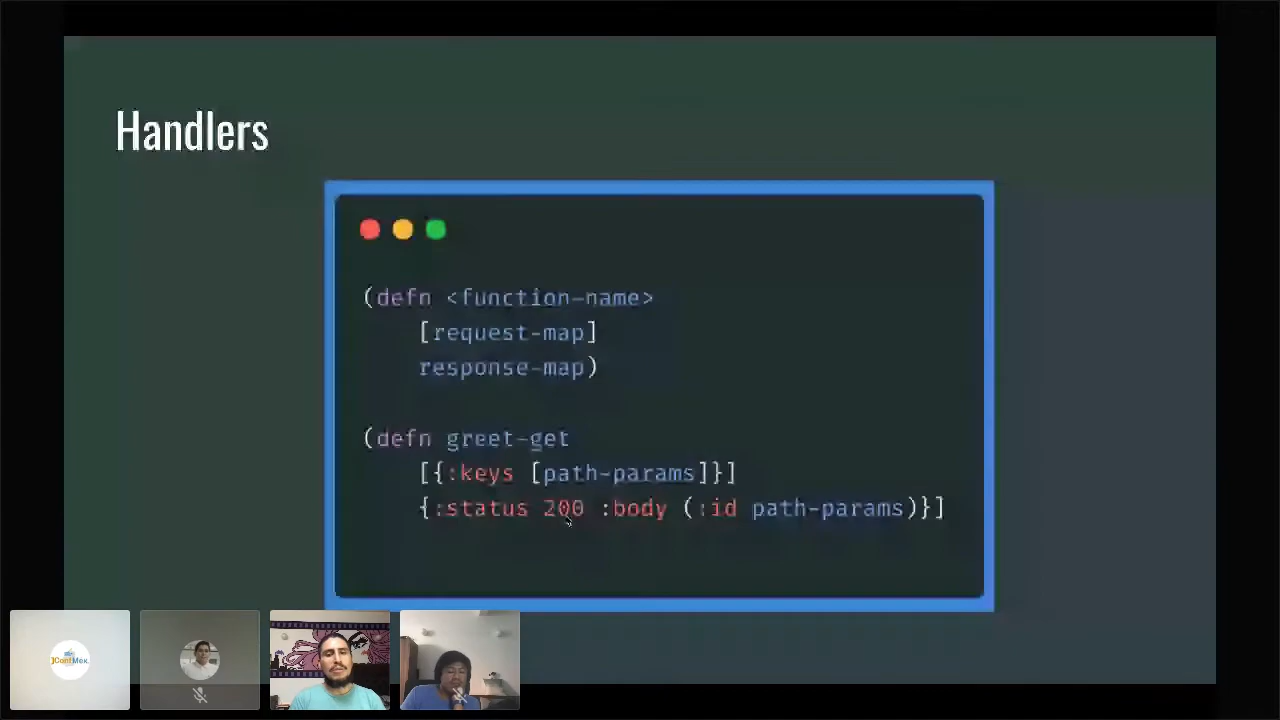 Handlers
(defn <function-name>
[request-map]
response-map)
(defn greet-get
[{:keys [path-params]}]
{:status 200 :body (:id path-params)}]
JConfMex